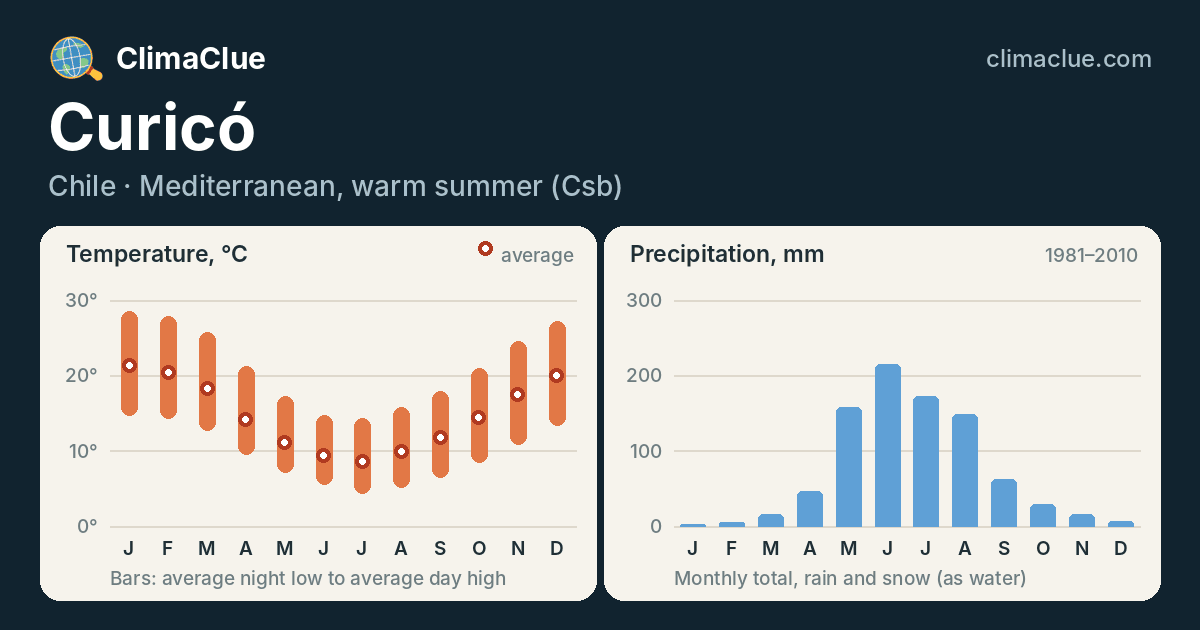 ClimaClue
climaclue.com
Curicó
Chile · Mediterranean, warm summer (Csb)
Temperature, °C
average
30°
20°
10°
0°
J F M A M J J A S O N D
Bars: average night low to average day high
Precipitation, mm
1981–2010
300
200
100
0
J F M A M J J A S O N D
Monthly total, rain and snow (as water)